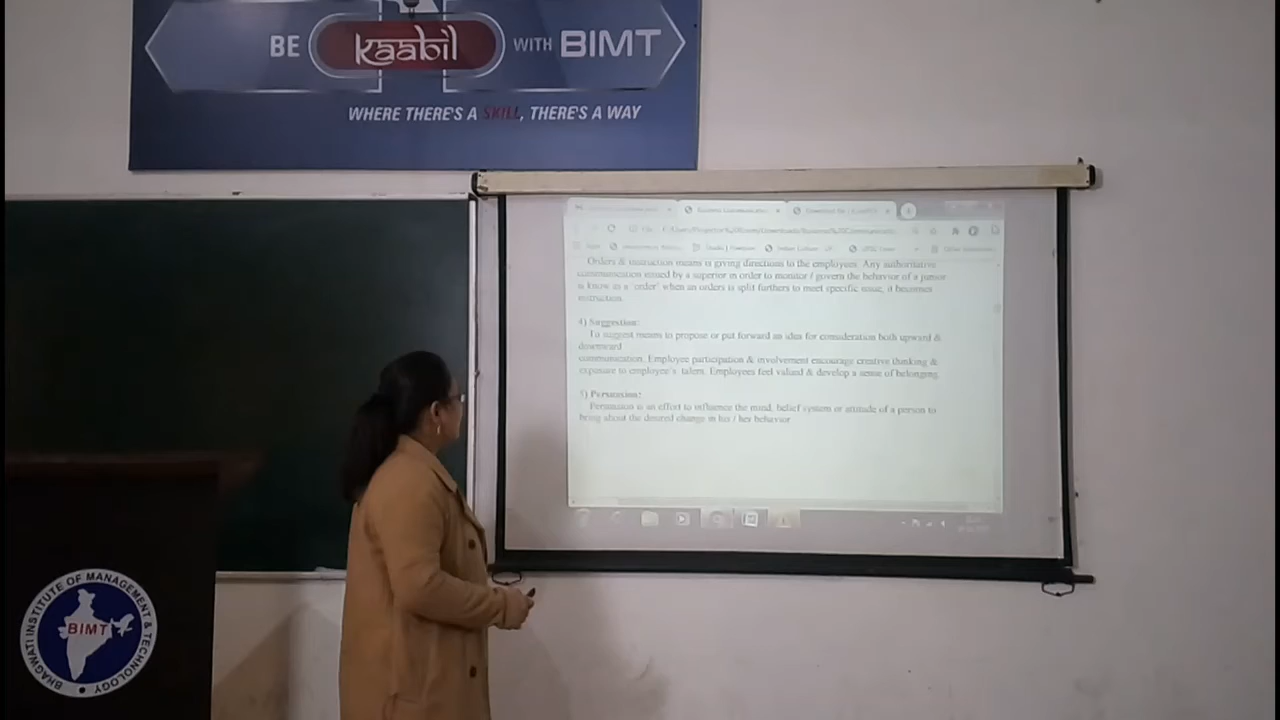 BE kaabil WITH BIMT
WHERE THERE'S A SKILL, THERE'S A WAY
Orders & instruction means is giving directions to the employees. Any authoritative
communication issued by a superior in order to monitor / govern the behavior of a junior
is know as a 'order' when an orders is split furthers to meet specific issue, it becomes
instruction.
4) Suggestion:
To suggest means to propose or put forward an idea for consideration both upward &
downward
communication. Employee participation & involvement encourage creative thinking &
exposure to employee's talent. Employees feel valued & develop a sense of belonging.
5) Persuasion:
Persuasion is an effort to influence the mind, belief system or attitude of a person to
bring about the desired change in his / her behavior
BHAGWATI INSTITUTE OF MANAGEMENT & TECHNOLOGY
BIMT